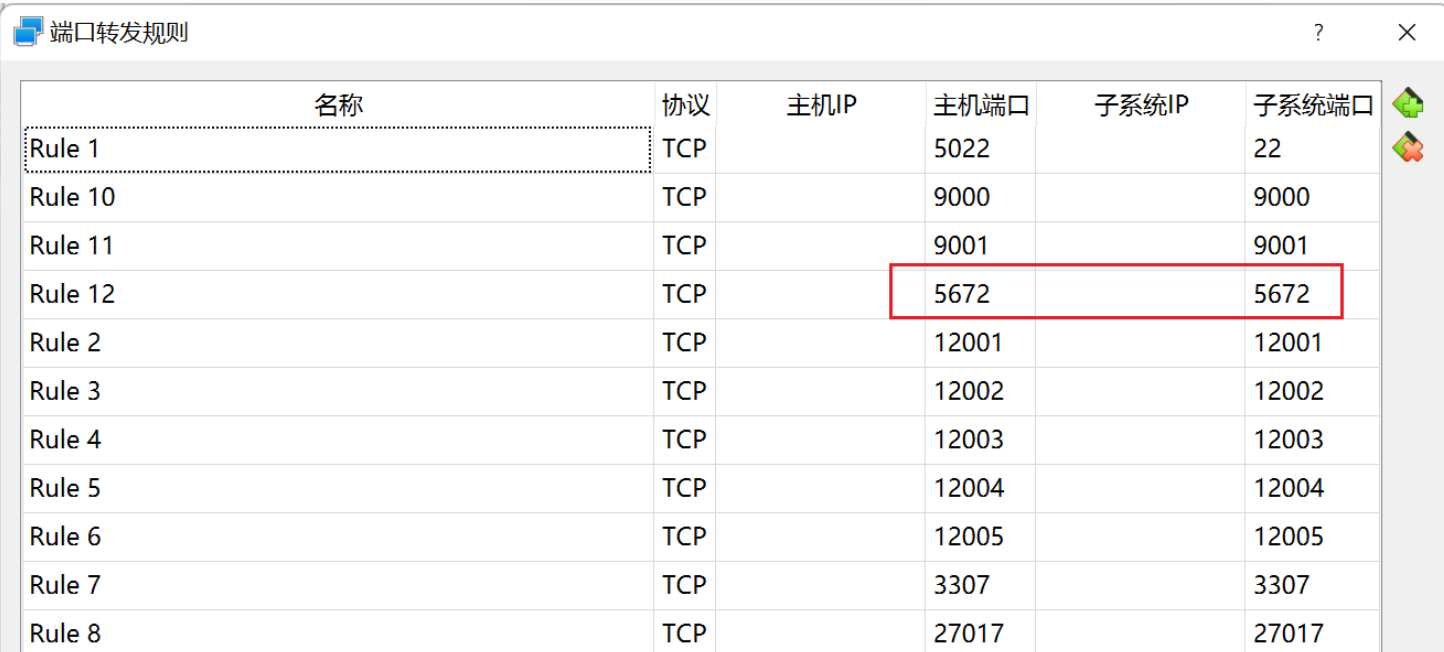 端口转发规则 ?
名称 协议 主机IP 主机端口 子系统IP 子系统端口
Rule 1 TCP 5022 22
Rule 10 TCP 9000 9000
Rule 11 TCP 9001 9001
Rule 12 TCP 5672 5672
Rule 2 TCP 12001 12001
Rule 3 TCP 12002 12002
Rule 4 TCP 12003 12003
Rule 5 TCP 12004 12004
Rule 6 TCP 12005 12005
Rule 7 TCP 3307 3307
Rule 8 TCP 27017 27017